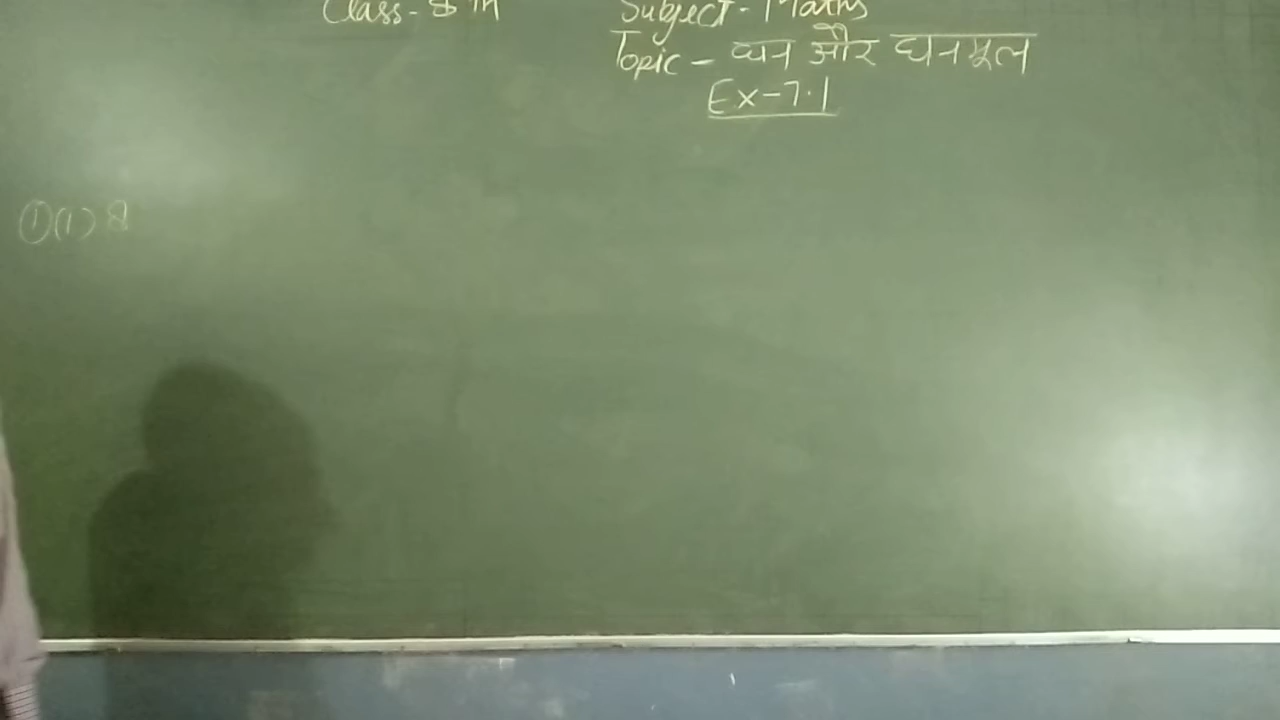 Class - 8th Subject - Maths
Topic - घन और घनमूल
Ex-7.1
① (1) 8